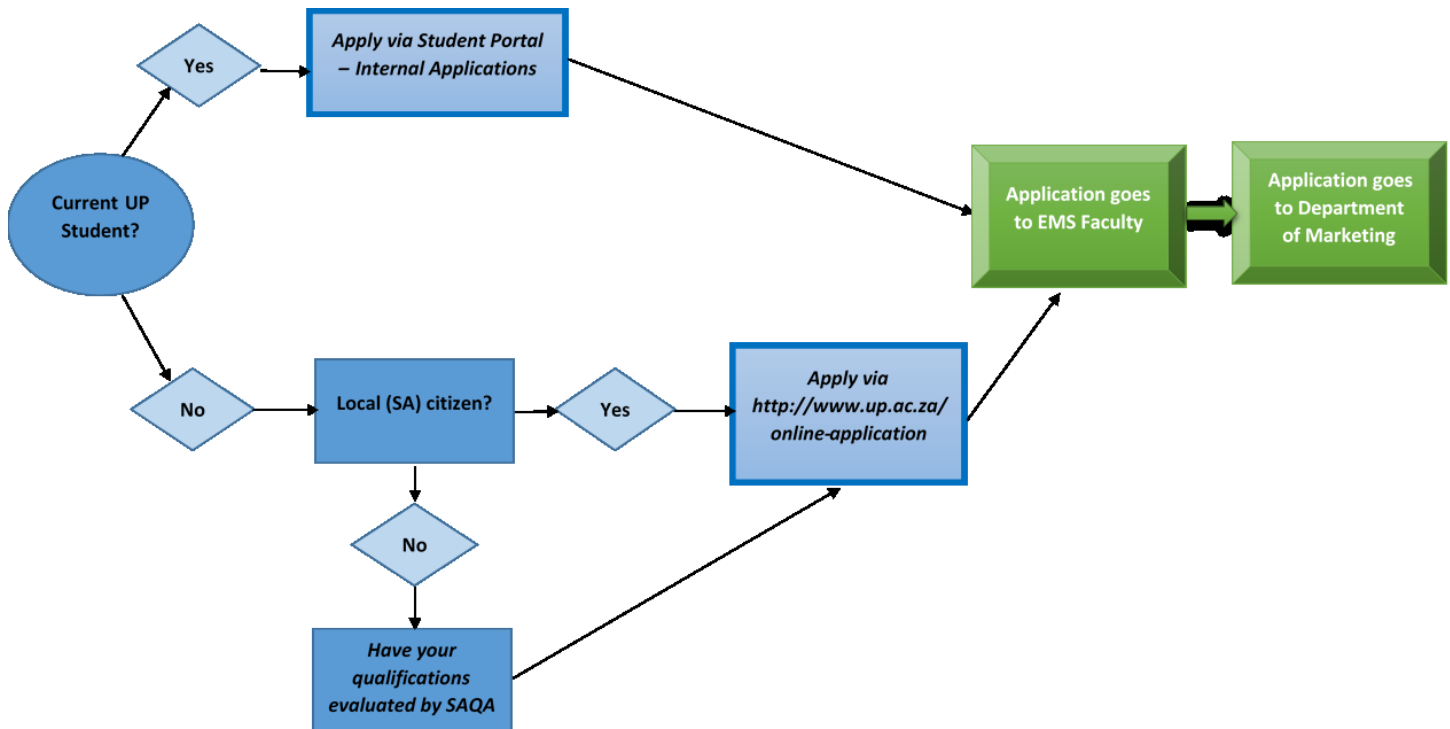 Yes
Apply via Student Portal
– Internal Applications
Current UP
Student?
Application goes
to EMS Faculty
Application goes
to Department
of Marketing
No
Local (SA) citizen?
Yes
Apply via
http://www.up.ac.za/
online-application
No
Have your
qualifications
evaluated by SAQA